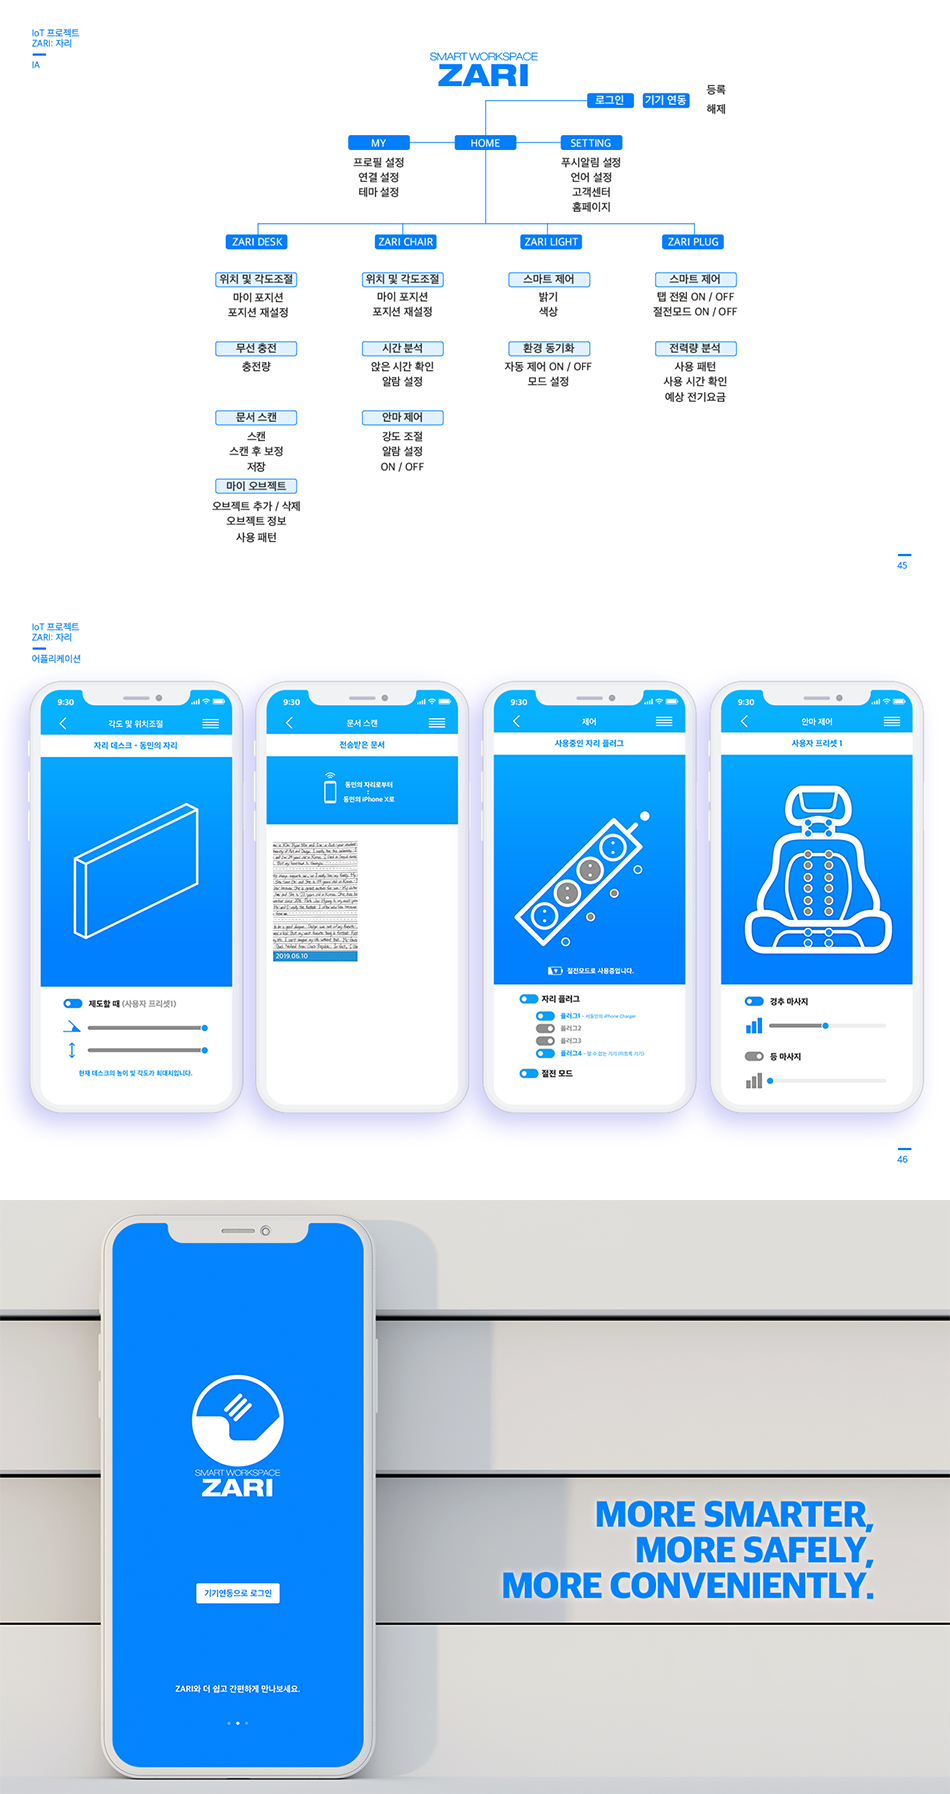 IoT 프로젝트
ZARI: 자리
IA
SMART WORKSPACE
ZARI
로그인
기기 연동
등록
해제
MY
HOME
SETTING
프로필 설정
연결 설정
테마 설정
푸시알림 설정
언어 설정
고객센터
홈페이지
ZARI DESK
ZARI CHAIR
ZARI LIGHT
ZARI PLUG
위치 및 각도조절
마이 포지션
포지션 재설정
무선 충전
충전량
문서 스캔
스캔
스캔 후 보정
저장
마이 오브젝트
오브젝트 추가 / 삭제
오브젝트 정보
사용 패턴
위치 및 각도조절
마이 포지션
포지션 재설정
시간 분석
앉은 시간 확인
알람 설정
안마 제어
강도 조절
알람 설정
ON / OFF
스마트 제어
밝기
색상
환경 동기화
자동 제어 ON / OFF
모드 설정
스마트 제어
탭 전원 ON / OFF
절전모드 ON / OFF
전력량 분석
사용 패턴
사용 시간 확인
예상 전기요금
45
IoT 프로젝트
ZARI: 자리
어플리케이션
9:30
각도 및 위치조절
자리 데스크 - 동민의 자리
제도할 때 (사용자 프리셋1)
현재 데스크의 높이 및 각도가 최대치입니다.
9:30
문서 스캔
전송받은 문서
동민의 자리로부터
:
동민의 iPhone X로
2019.06.10
9:30
제어
사용중인 자리 플러그
절전모드로 사용중입니다.
자리 플러그
플러그1 - 서동민의 iPhone Charger
플러그2
플러그3
플러그4 - 알 수 없는 기기 (미등록 기기)
절전 모드
9:30
안마 제어
사용자 프리셋 1
경추 마사지
등 마사지
46
SMART WORKSPACE
ZARI
기기연동으로 로그인
ZARI와 더 쉽고 간편하게 만나보세요.
MORE SMARTER,
MORE SAFELY,
MORE CONVENIENTLY.